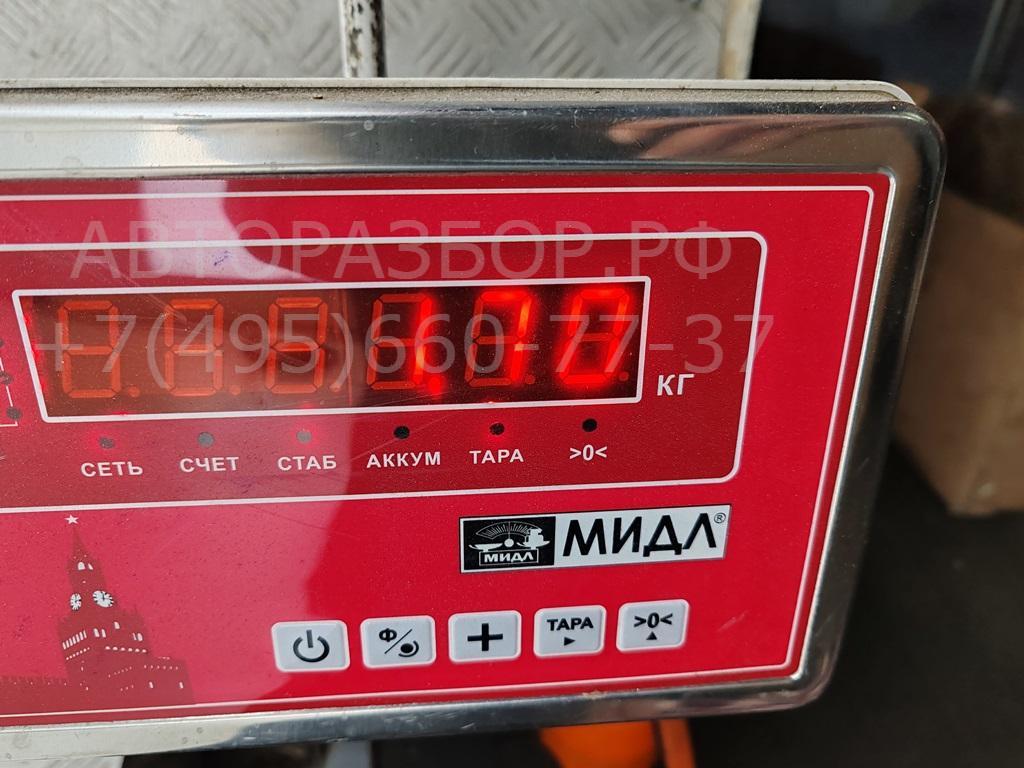 АВТОРАЗБОР.РФ
+7(495)660-77-37
КГ
СЕТЬ СЧЕТ СТАБ АККУМ ТАРА >0<
МИДЛ МИДЛ®
Ф ТАРА >0<